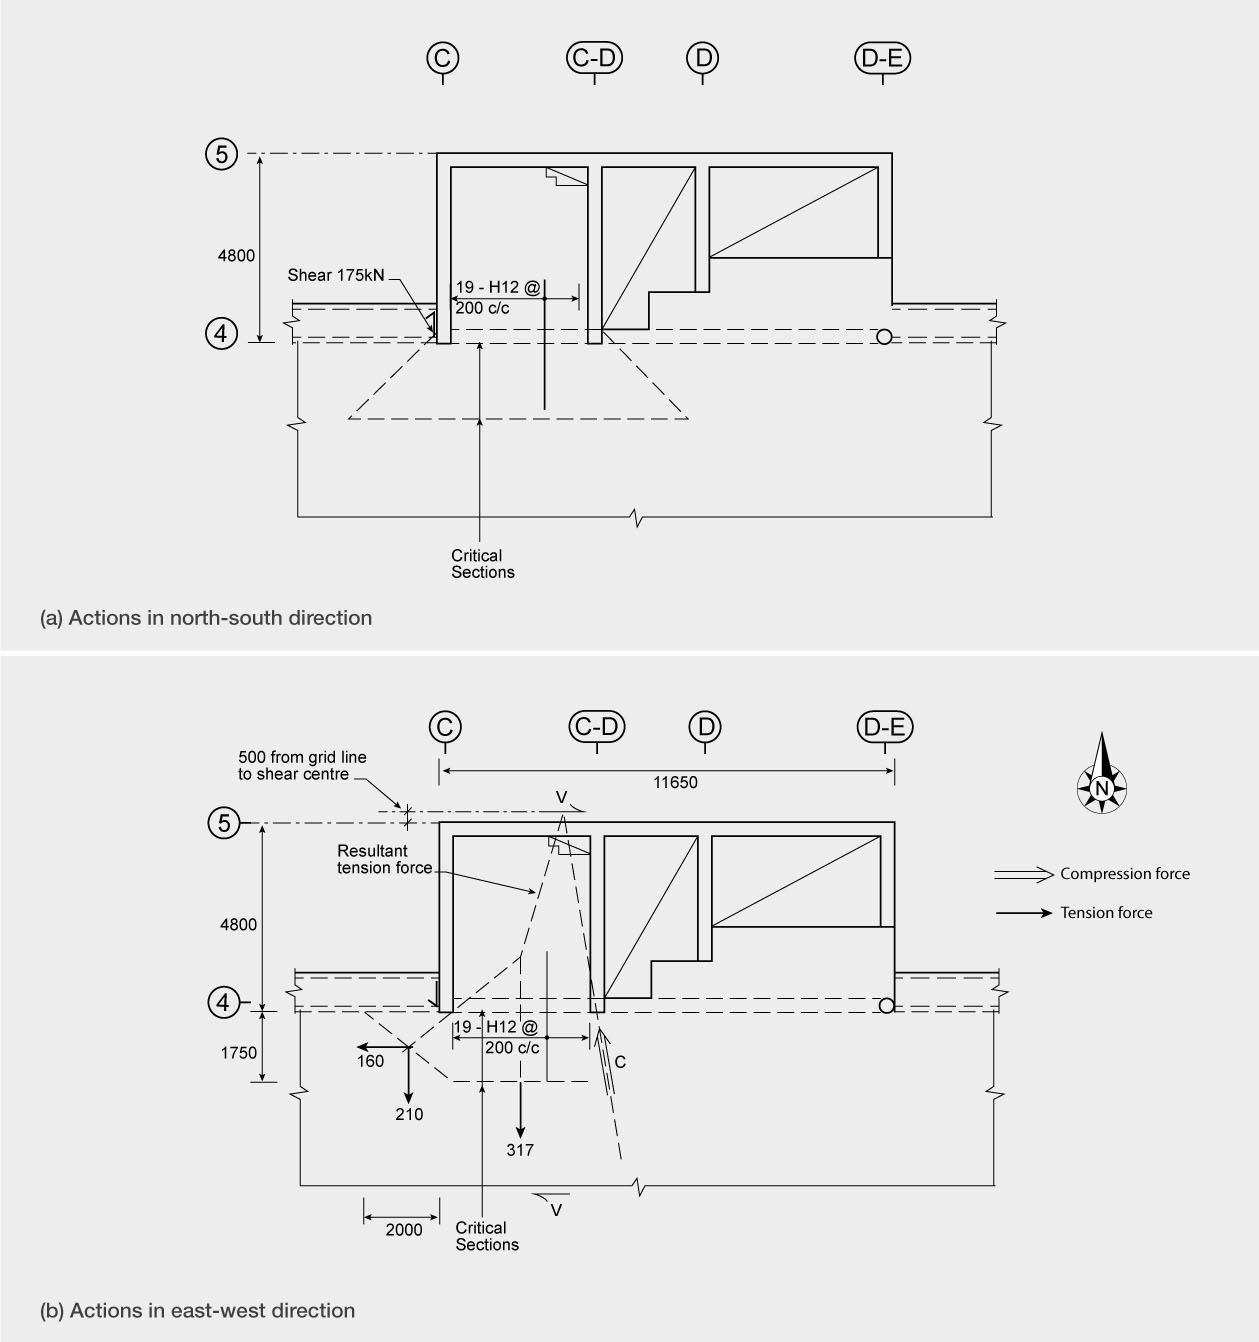 C C-D D D-E
5
4800
Shear 175kN
19 - H12 @
200 c/c
4
Critical
Sections
(a) Actions in north-south direction
C C-D D D-E
500 from grid line
to shear centre
11650
N
V
5
Resultant
tension force
Compression force
Tension force
4800
4
19 - H12 @
200 c/c
1750
160
C
210
317
V
2000
Critical
Sections
(b) Actions in east-west direction